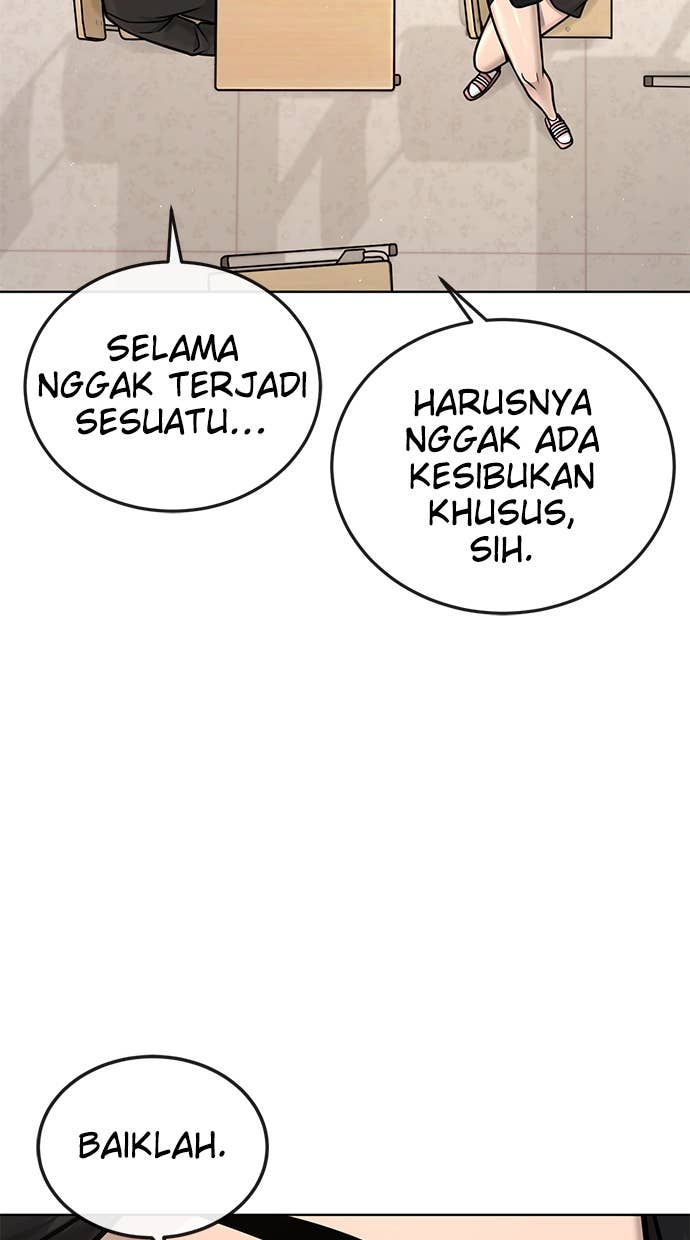 SELAMA
NGGAK TERJADI
SESUATU...
HARUSNYA
NGGAK ADA
KESIBUKAN
KHUSUS,
SIH.
BAIKLAH.